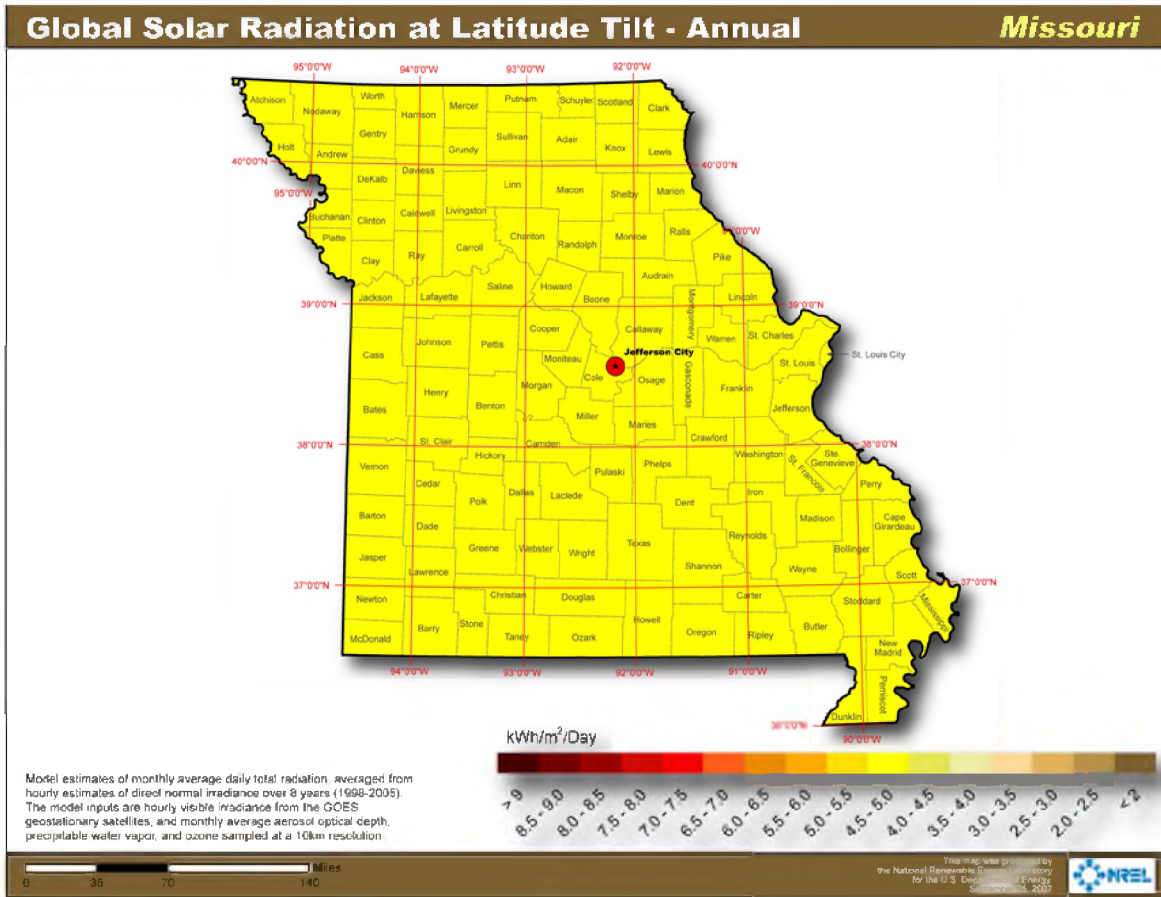 Global Solar Radiation at Latitude Tilt - Annual
Missouri
95°0'0"W 94°0'0"W 93°0'0"W 92°0'0"W
Atchison Nodaway Worth Harrison Mercer Putnam Schuyler Scotland Clark
Holt Andrew Gentry Grundy Sullivan Adair Knox Lewis
40°0'0"N 40°0'0"N
DeKalb Daviess Linn Macon Shelby Marion
95°0'0"W
Buchanan Clinton Caldwell Livingston Chariton Randolph Monroe Ralls
Platte Clay Ray Carroll Audrain Pike
Jackson Lafayette Saline Howard Boone Montgomery Lincoln
39°0'0"N 39°0'0"N
Cass Johnson Pettis Cooper Callaway Warren St. Charles
Moniteau Jefferson City St. Louis St. Louis City
Cole Osage Gasconade Franklin
Bates Henry Benton Morgan Miller Maries Jefferson
38°0'0"N 38°0'0"N
St. Clair Camden Crawford Washington
Vernon Hickory Pulaski Phelps St. Francois Ste. Genevieve Perry
Cedar Polk Dallas Laclede Dent Iron
Barton Dade Texas Madison Cape Girardeau
Jasper Greene Webster Wright Reynolds Bollinger
Lawrence Shannon Wayne Scott
37°0'0"N 37°0'0"N
Newton Christian Douglas Carter Stoddard Mississippi
McDonald Barry Stone Taney Ozark Howell Oregon Ripley Butler
New Madrid
94°0'0"W 93°0'0"W 92°0'0"W 91°0'0"W
Pemiscot
Dunklin
90°0'0"W
kWh/m²/Day
> 9 8.5 - 9.0 8.0 - 8.5 7.5 - 8.0 7.0 - 7.5 6.5 - 7.0 6.0 - 6.5 5.5 - 6.0 5.0 - 5.5 4.5 - 5.0 4.0 - 4.5 3.5 - 4.0 3.0 - 3.5 2.5 - 3.0 2.0 - 2.5 < 2
Model estimates of monthly average daily total radiation, averaged from
hourly estimates of direct normal irradiance over 8 years (1998-2005).
The model inputs are hourly visible irradiance from the GOES
geostationary satellites, and monthly average aerosol optical depth,
precipitable water vapor, and ozone sampled at a 10km resolution
Miles
0 35 70 140
This map was produced by
the National Renewable Energy Laboratory
for the U.S. Department of Energy
2007
NREL